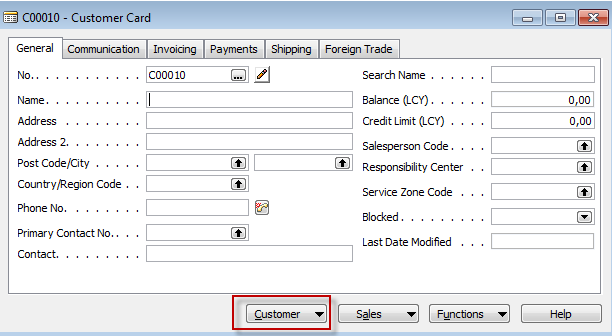 C00010 - Customer Card
General Communication Invoicing Payments Shipping Foreign Trade
No. . . . . . . . . . . . C00010 ...
Name . . . . . . . . . .
Address . . . . . . . . .
Address 2. . . . . . . . .
Post Code/City . . . . .
Country/Region Code . .
Phone No. . . . . . . . .
Primary Contact No. . . .
Contact. . . . . . . . . .
Search Name . . . . . .
Balance (LCY) . . . . . . 0,00
Credit Limit (LCY) . . . . 0,00
Salesperson Code . . . .
Responsibility Center . .
Service Zone Code . . .
Blocked . . . . . . . . .
Last Date Modified . . .
Customer Sales Functions Help